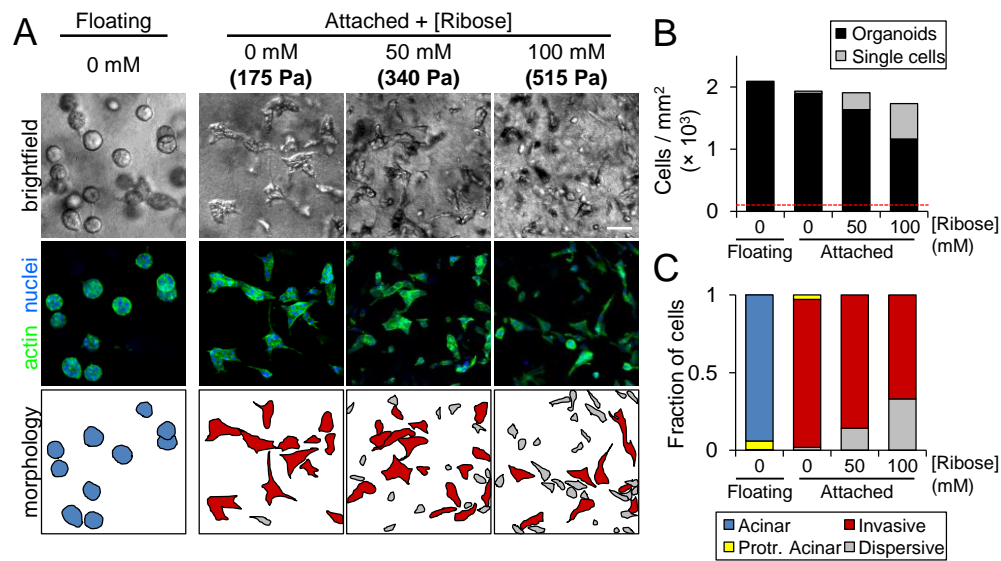 A
Floating
0 mM
Attached + [Ribose]
0 mM
(175 Pa)
50 mM
(340 Pa)
100 mM
(515 Pa)
brightfield
actin nuclei
morphology
B
Organoids
Single cells
Cells / mm²
(× 10³)
2
1
0
0
0
50
100
[Ribose]
(mM)
Floating
Attached
C
Fraction of cells
1
0.5
0
0
0
50
100
[Ribose]
(mM)
Floating
Attached
Acinar
Invasive
Protr. Acinar
Dispersive